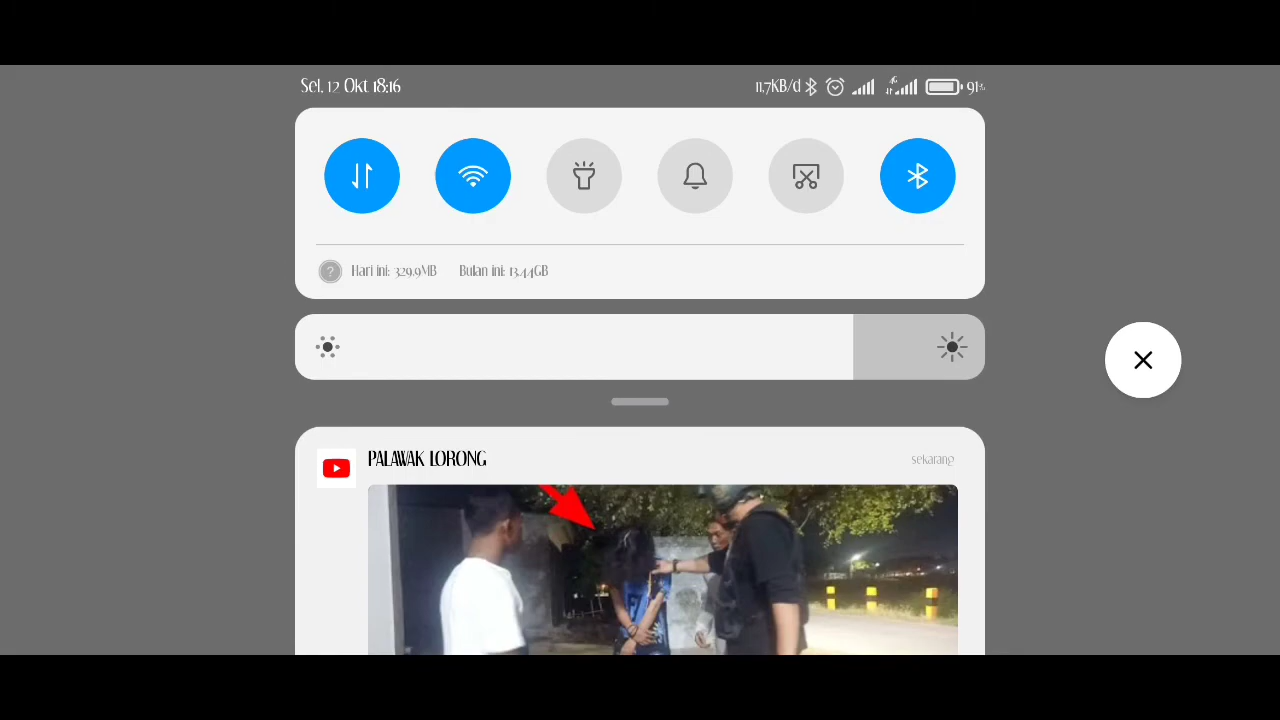 Sel, 12 Okt 18:16
11,7KB/d 4G 91%
Hari ini: 329,9MB Bulan ini: 13,44GB
PALAWAK LORONG
sekarang